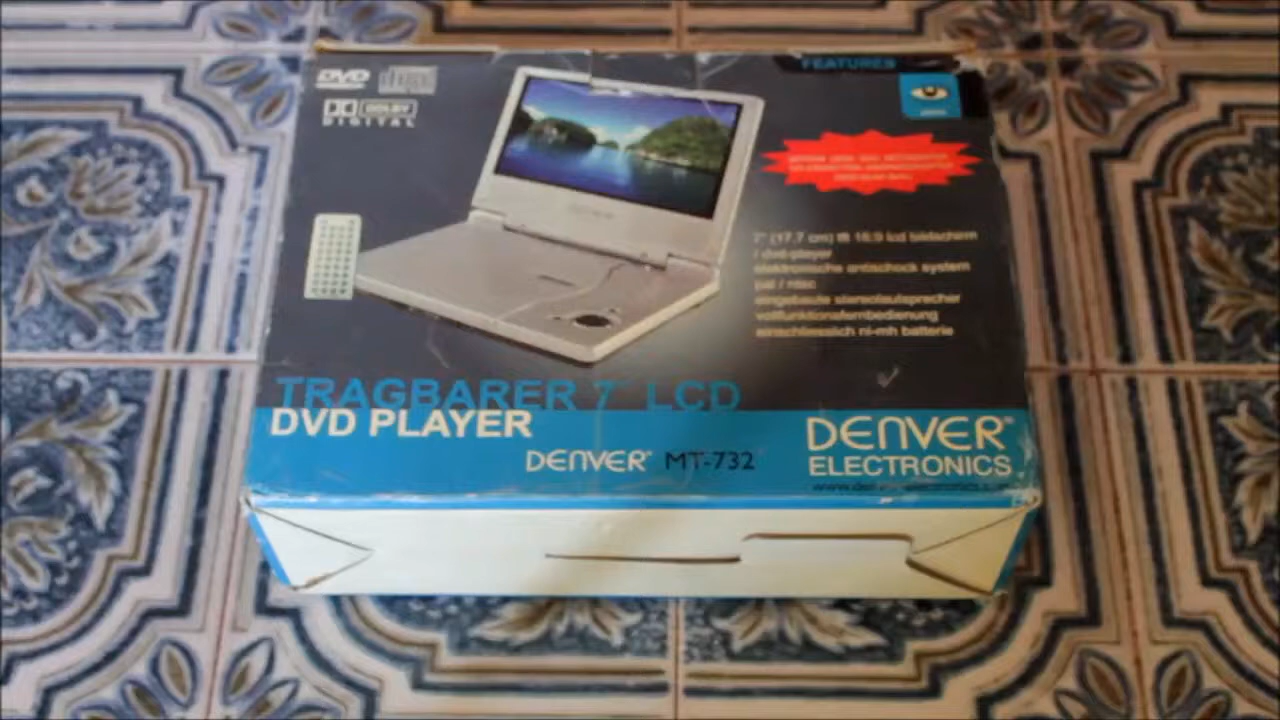 FEATURES
DVD
DOLBY
DIGITAL
7" (17.7 cm) tft 16:9 lcd bildschirm
/ dvd-player
elektronische antischock system
pal / ntsc
eingebaute stereolautsprecher
vollfunktionsfernbedienung
einschliesslich ni-mh batterie
TRAGBARER 7" LCD
DVD PLAYER
DENVER MT-732
DENVER
ELECTRONICS